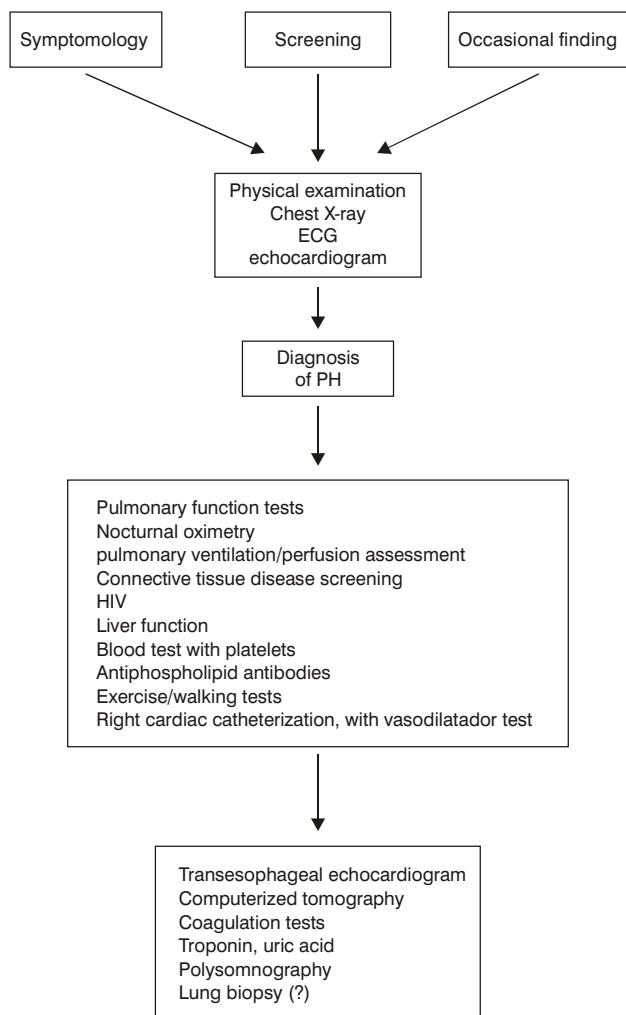 Symptomology
Screening
Occasional finding
Physical examination
Chest X-ray
ECG
echocardiogram
Diagnosis
of PH
Pulmonary function tests
Nocturnal oximetry
pulmonary ventilation/perfusion assessment
Connective tissue disease screening
HIV
Liver function
Blood test with platelets
Antiphospholipid antibodies
Exercise/walking tests
Right cardiac catheterization, with vasodilatador test
Transesophageal echocardiogram
Computerized tomography
Coagulation tests
Troponin, uric acid
Polysomnography
Lung biopsy (?)